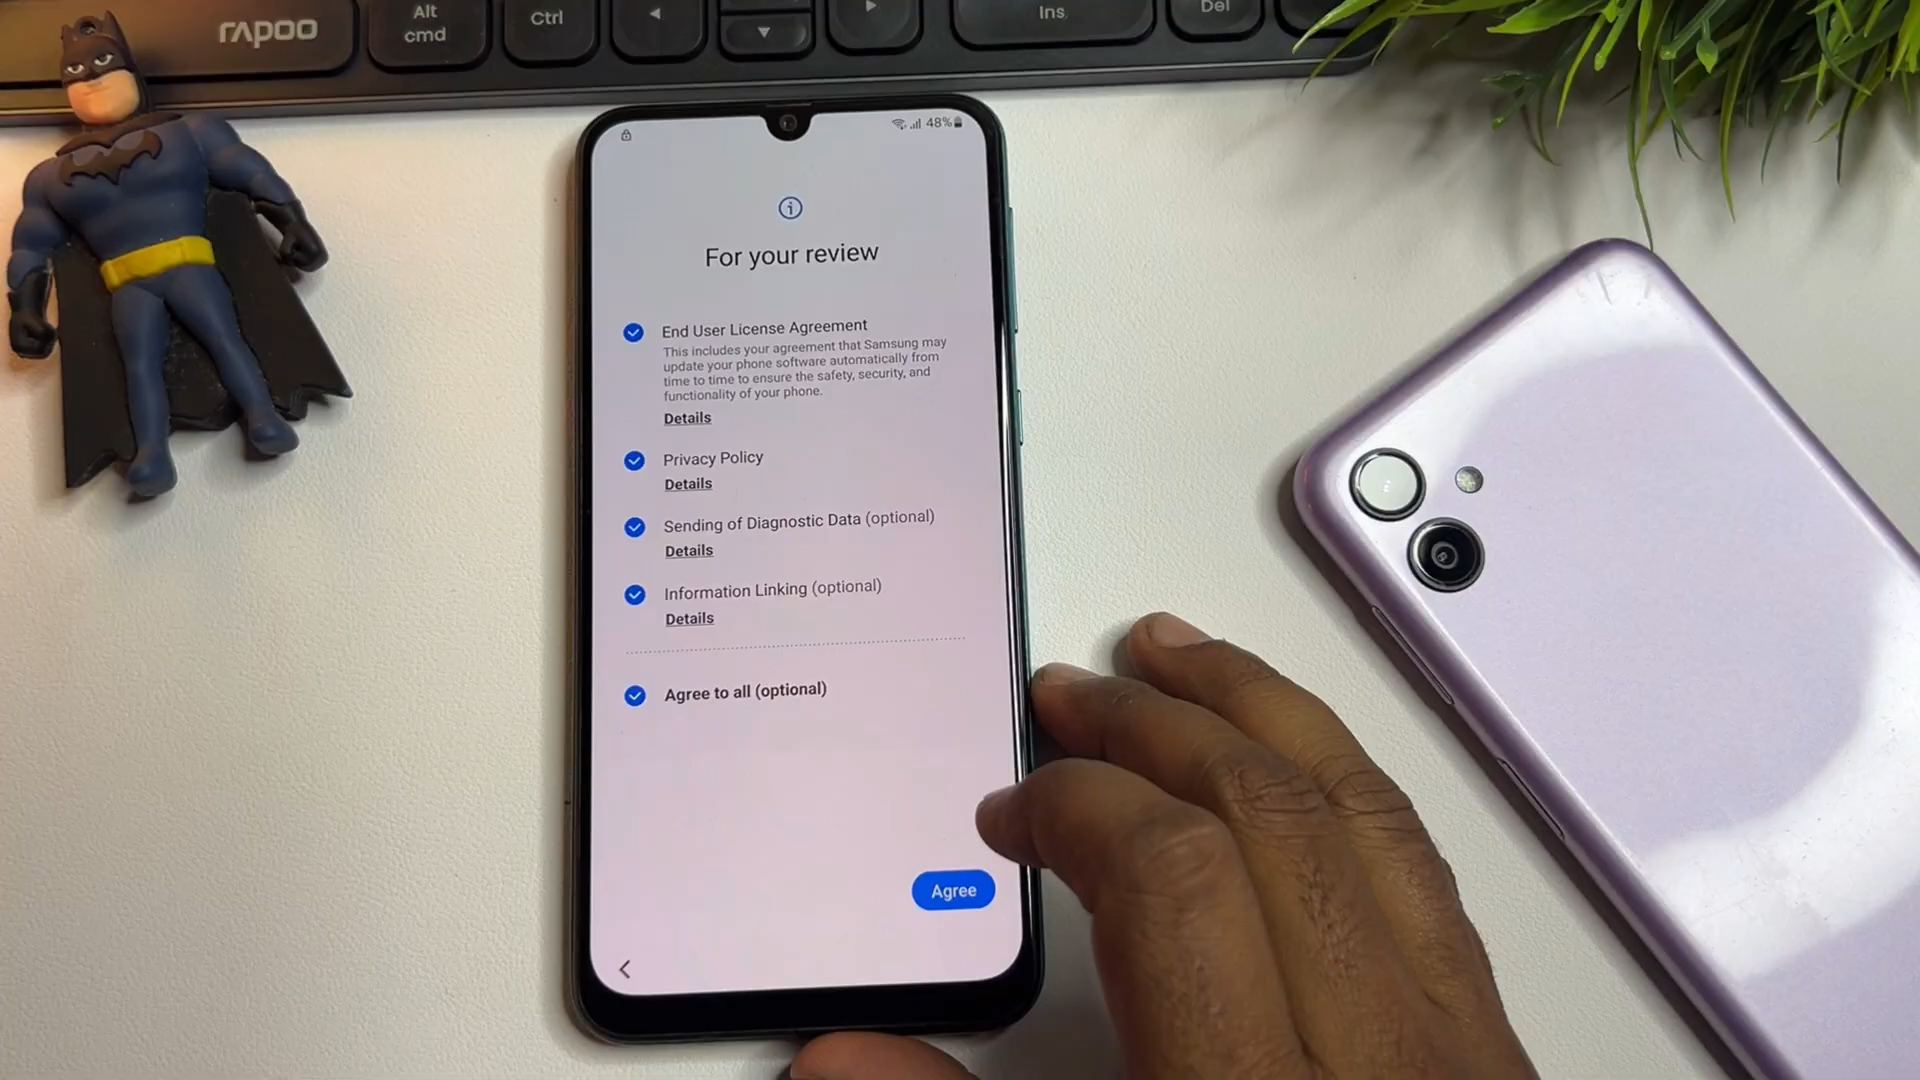 rapoo
Alt
cmd
Ctrl
Ins
Del
48%
For your review
End User License Agreement
This includes your agreement that Samsung may
update your phone software automatically from
time to time to ensure the safety, security, and
functionality of your phone.
Details
Privacy Policy
Details
Sending of Diagnostic Data (optional)
Details
Information Linking (optional)
Details
Agree to all (optional)
Agree